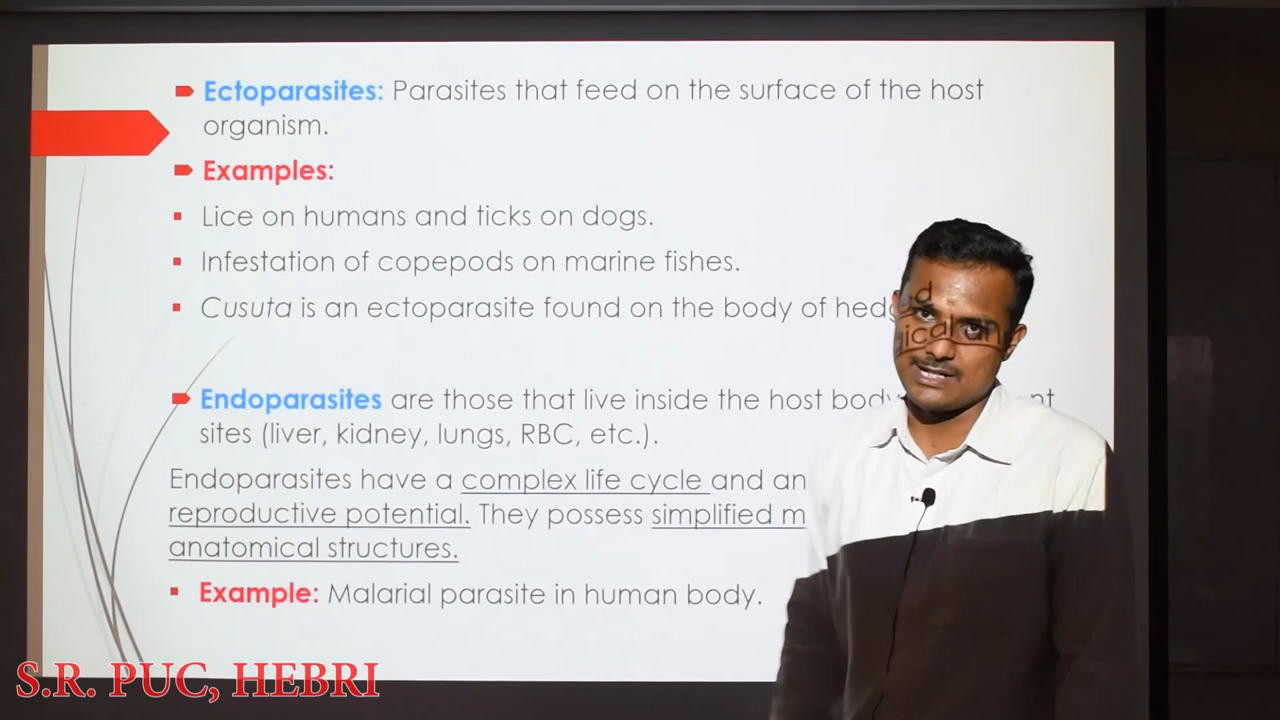 Ectoparasites: Parasites that feed on the surface of the host
organism.
Examples:
Lice on humans and ticks on dogs.
Infestation of copepods on marine fishes.
Cusuta is an ectoparasite found on the body of
Endoparasites are those that live inside the host body
sites (liver, kidney, lungs, RBC, etc.).
Endoparasites have a complex life cycle and an
reproductive potential. They possess simplified
anatomical structures.
Example: Malarial parasite in human body.
S.R. PUC, HEBRI